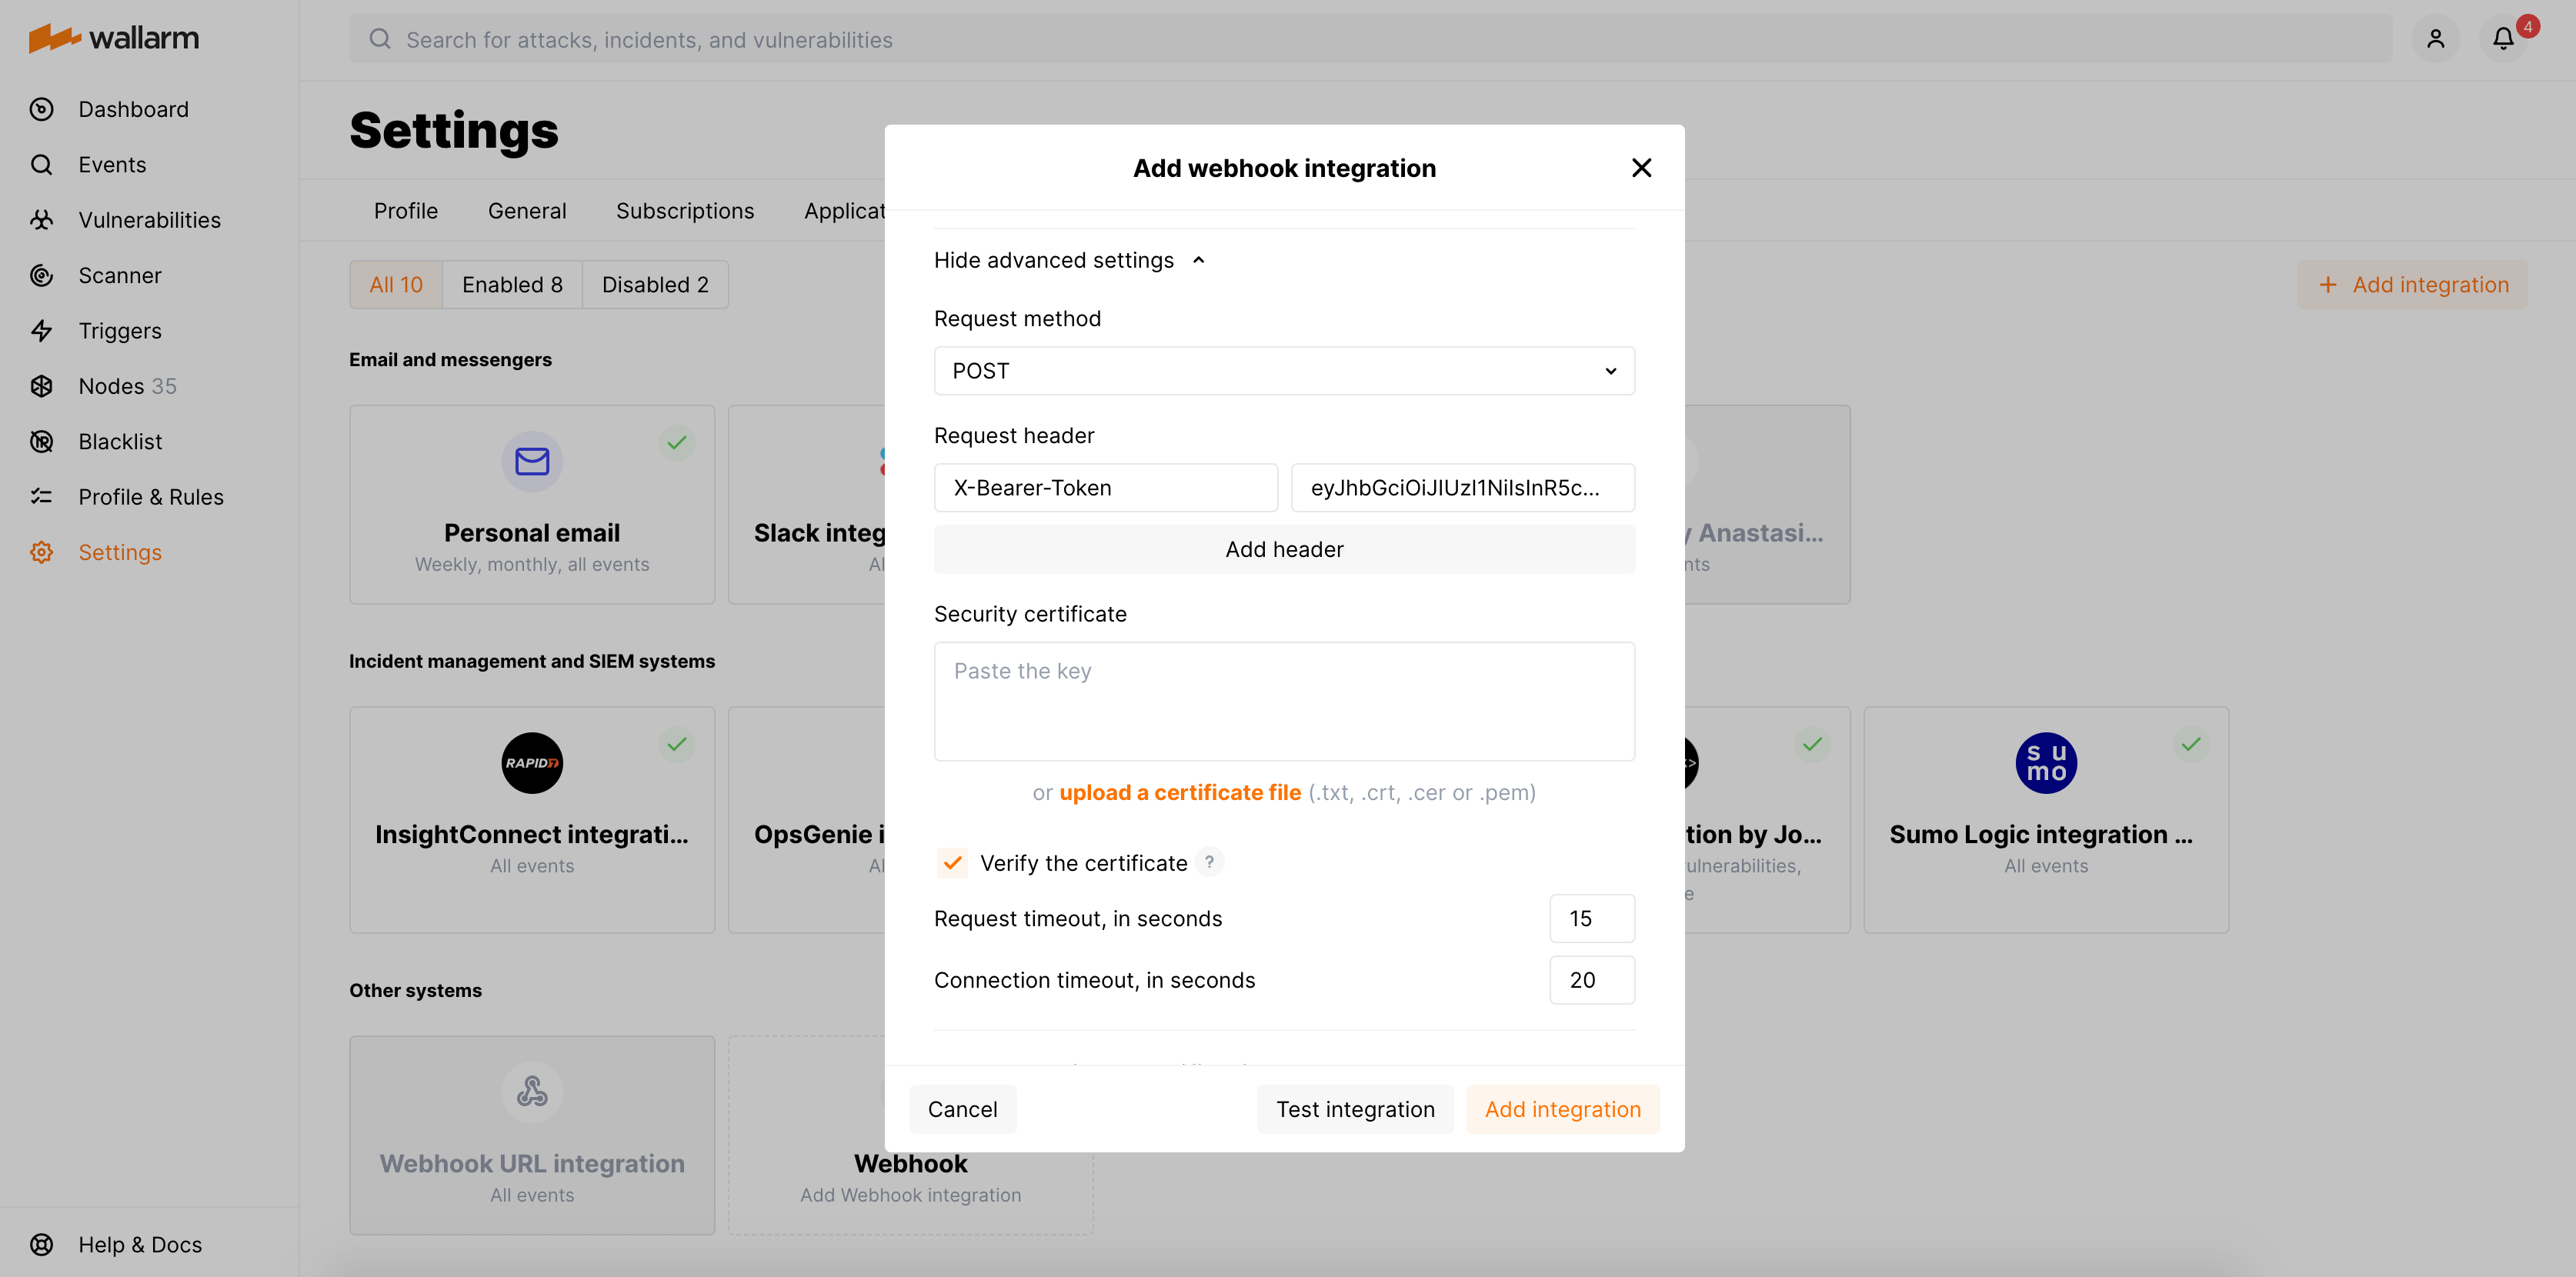 wallarm
Search for attacks, incidents, and vulnerabilities
4
Dashboard
Events
Vulnerabilities
Scanner
Triggers
Nodes 35
Blacklist
Profile & Rules
Settings
Help & Docs
Settings
Profile General Subscriptions Applicat
All 10 Enabled 8 Disabled 2
Add integration
Email and messengers
Personal email
Weekly, monthly, all events
Slack integ
Al
y Anastasi...
nts
Incident management and SIEM systems
RAPID7
InsightConnect integrati...
All events
OpsGenie i
Al
tion by Jo...
ulnerabilities,
e
su
mo
Sumo Logic integration ...
All events
Other systems
Webhook URL integration
All events
Webhook
Add Webhook integration
Add webhook integration
Hide advanced settings
Request method
POST
Request header
X-Bearer-Token eyJhbGciOiJIUzI1NiIsInR5c...
Add header
Security certificate
Paste the key
or upload a certificate file (.txt, .crt, .cer or .pem)
Verify the certificate ?
Request timeout, in seconds 15
Connection timeout, in seconds 20
Cancel Test integration Add integration